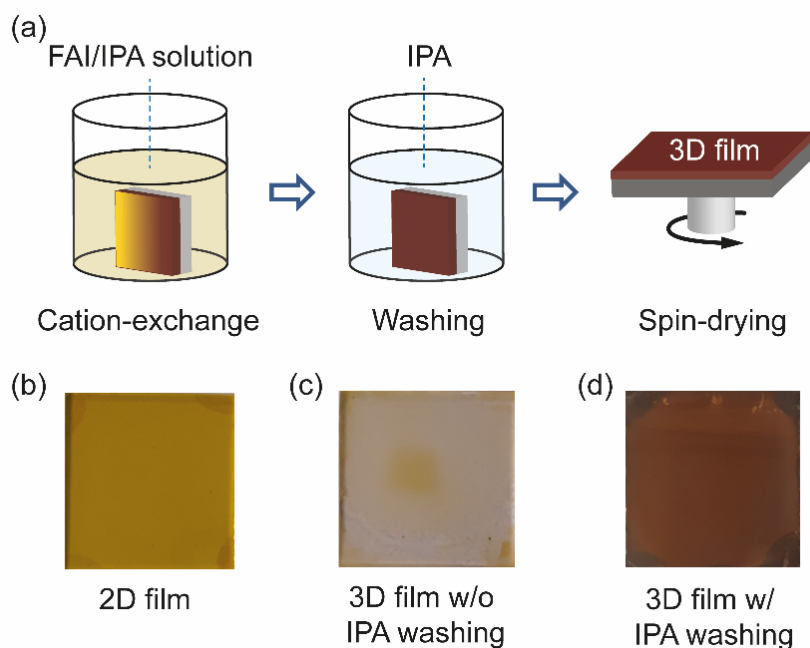 (a)
FAI/IPA solution
IPA
3D film
Cation-exchange
Washing
Spin-drying
(b)
(c)
(d)
2D film
3D film w/o
IPA washing
3D film w/
IPA washing